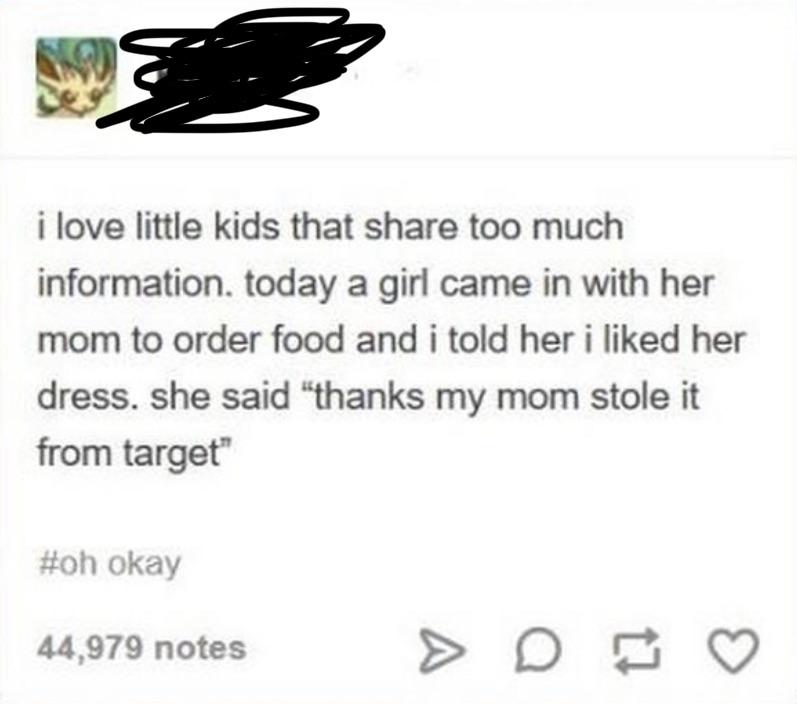 i love little kids that share too much
information. today a girl came in with her
mom to order food and i told her i liked her
dress. she said “thanks my mom stole it
from target”
#oh okay
44,979 notes